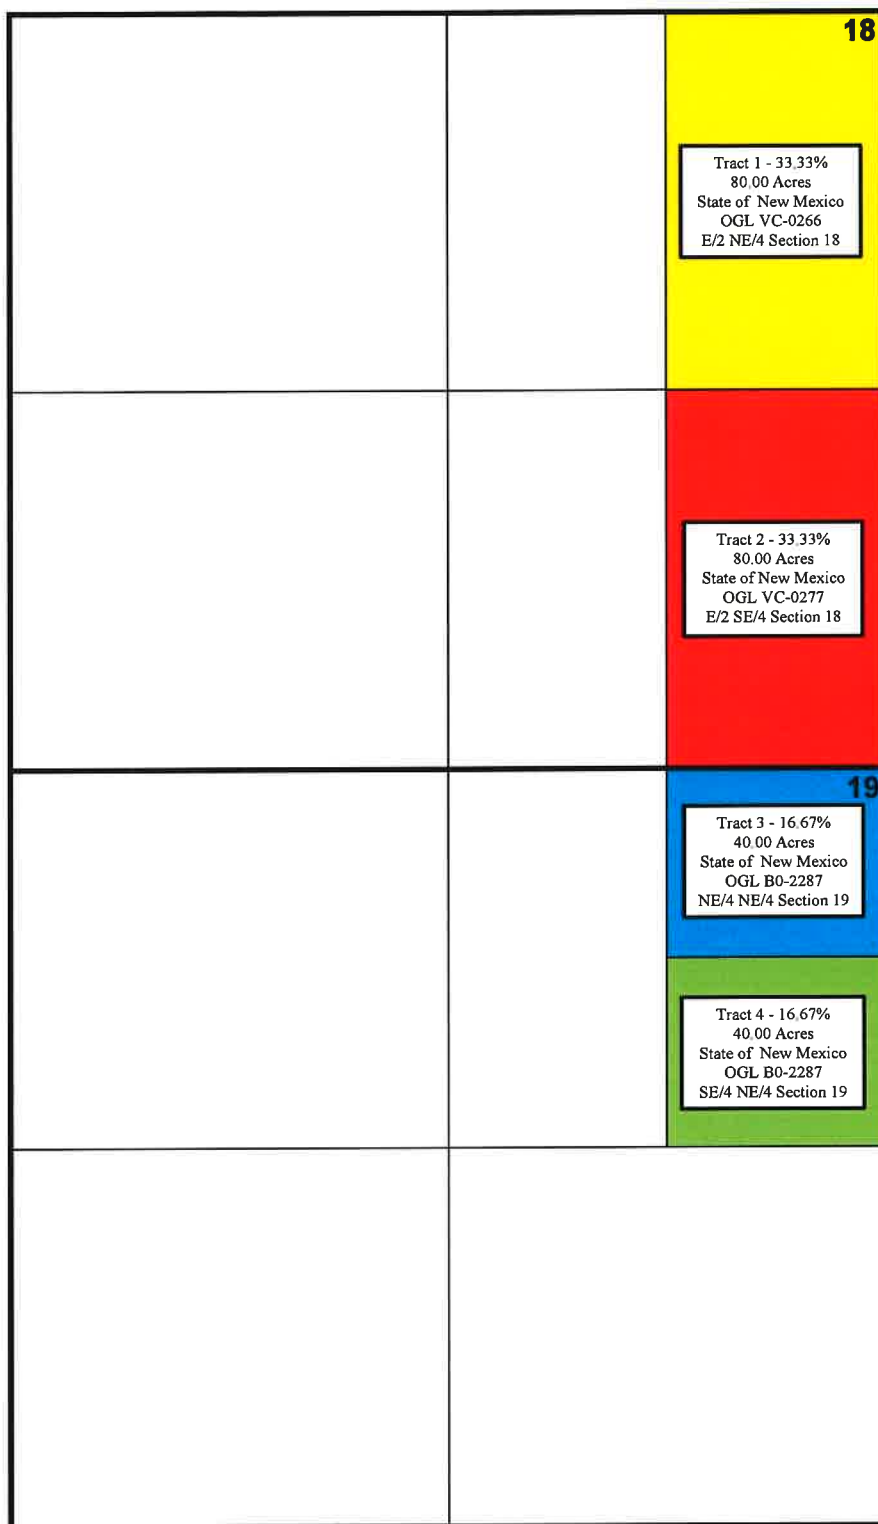 18
Tract 1 - 33.33%
80.00 Acres
State of New Mexico
OGL VC-0266
E/2 NE/4 Section 18
Tract 2 - 33.33%
80.00 Acres
State of New Mexico
OGL VC-0277
E/2 SE/4 Section 18
19
Tract 3 - 16.67%
40.00 Acres
State of New Mexico
OGL B0-2287
NE/4 NE/4 Section 19
Tract 4 - 16.67%
40.00 Acres
State of New Mexico
OGL B0-2287
SE/4 NE/4 Section 19